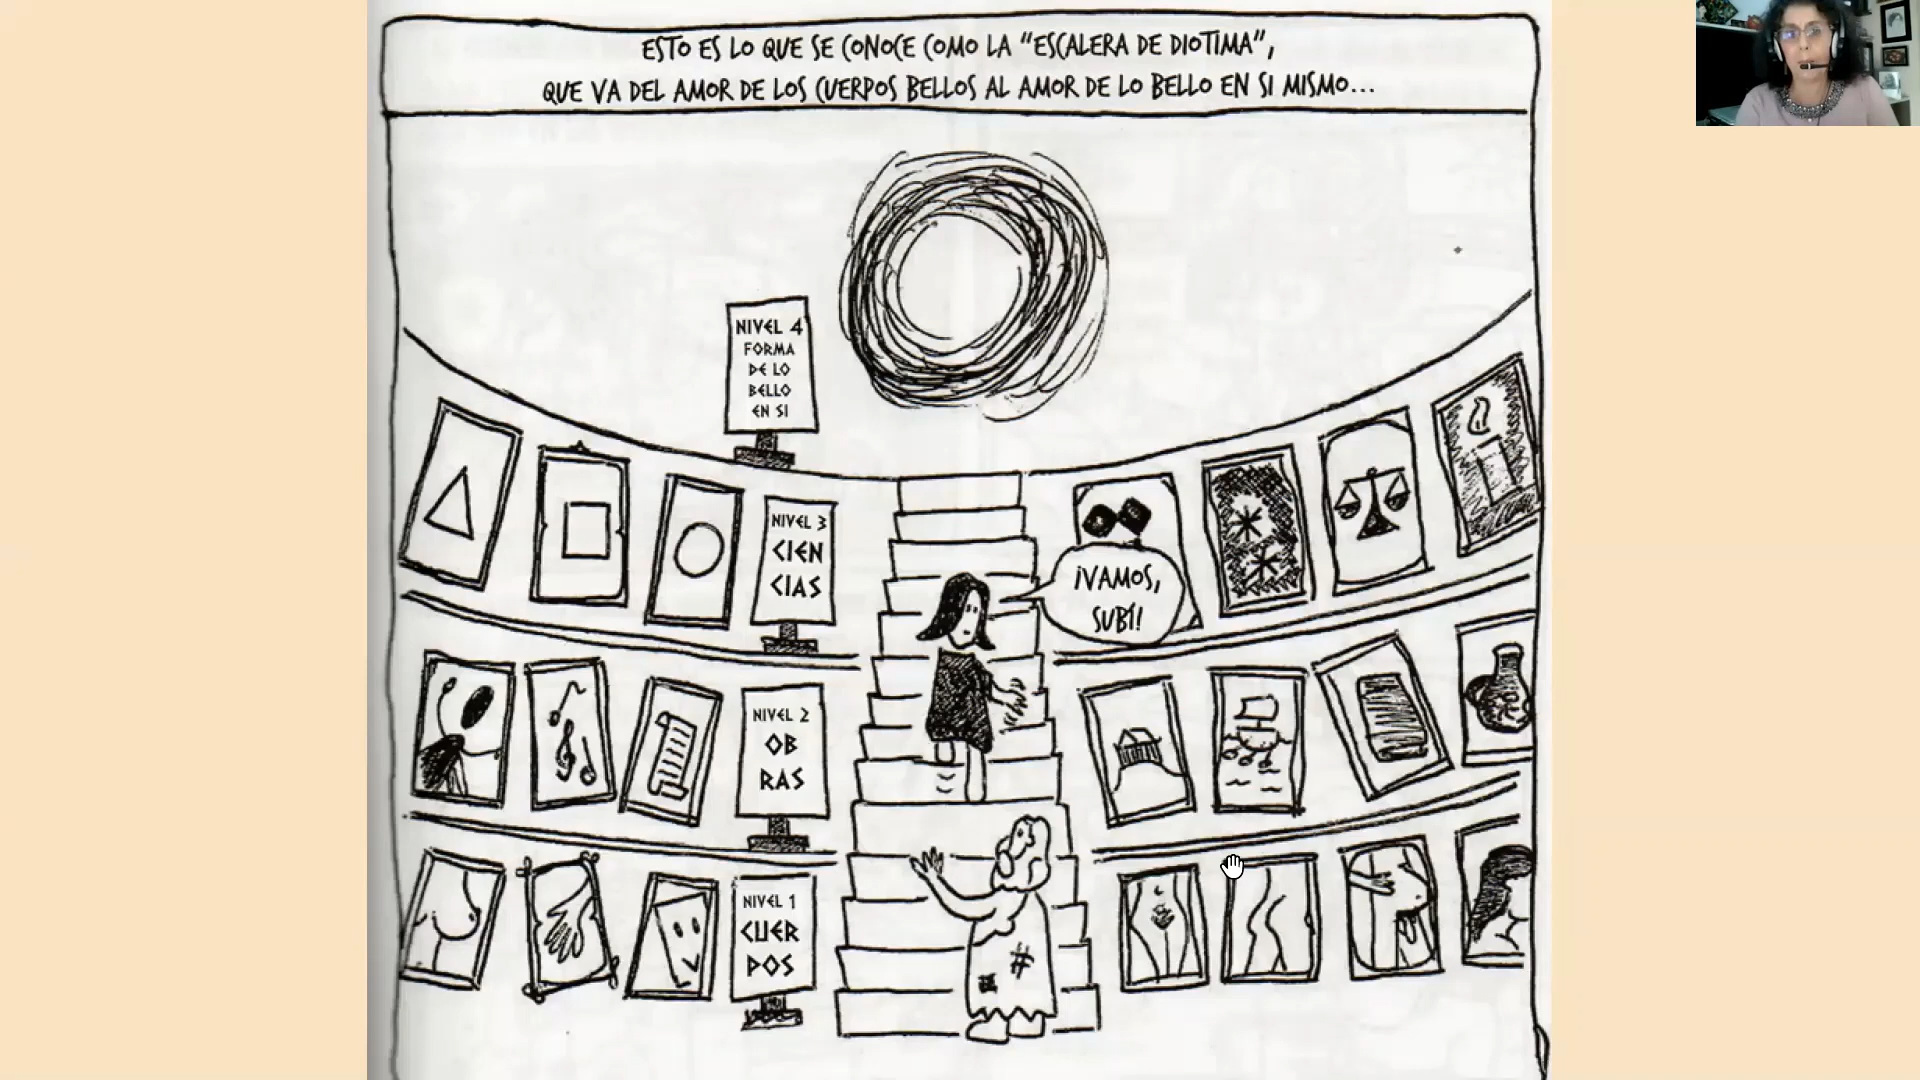 ESTO ES LO QUE SE CONOCE COMO LA "ESCALERA DE DIOTIMA",
QUE VA DEL AMOR DE LOS CUERPOS BELLOS AL AMOR DE LO BELLO EN SI MISMO...
NIVEL 4
FORMA
DE LO
BELLO
EN SI
NIVEL 3
CIEN
CIAS
¡VAMOS,
SUBÍ!
NIVEL 2
OB
RAS
NIVEL 1
CUER
POS